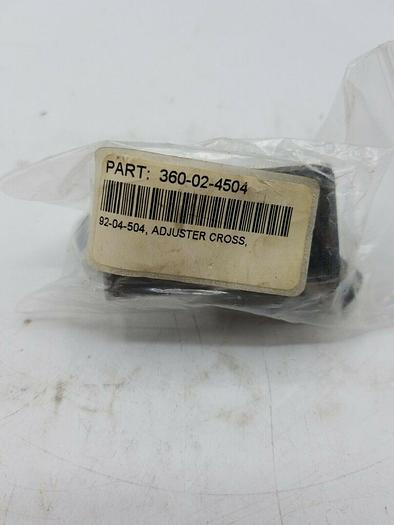 PART: 360-02-4504
92-04-504, ADJUSTER CROSS,